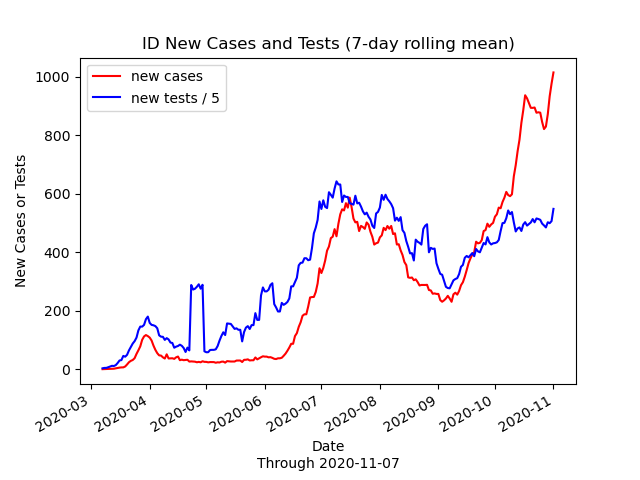 ID New Cases and Tests (7-day rolling mean)
new cases
new tests / 5
New Cases or Tests
1000
800
600
400
200
0
2020-03
2020-04
2020-05
2020-06
2020-07
2020-08
2020-09
2020-10
2020-11
Date
Through 2020-11-07